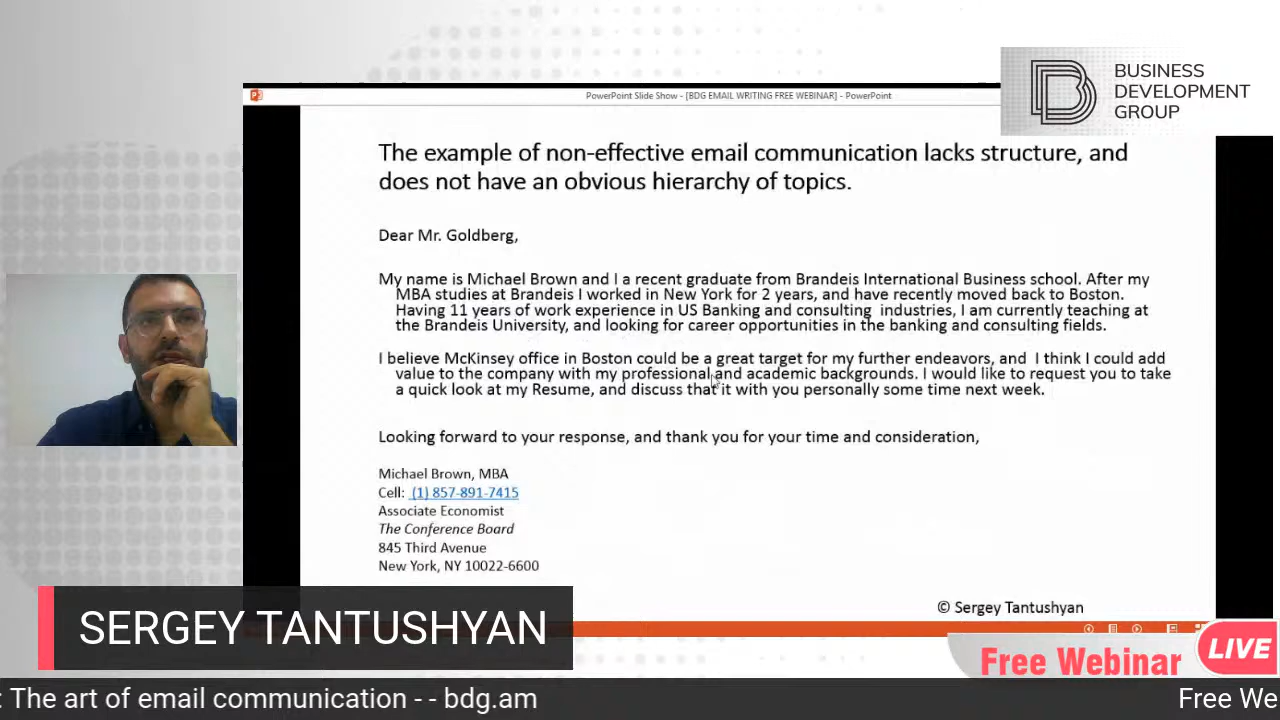 PowerPoint Slide Show - [BDG EMAIL WRITING FREE WEBINAR] - PowerPoint
BUSINESS
DEVELOPMENT
GROUP
The example of non-effective email communication lacks structure, and
does not have an obvious hierarchy of topics.
Dear Mr. Goldberg,
My name is Michael Brown and I a recent graduate from Brandeis International Business school. After my
MBA studies at Brandeis I worked in New York for 2 years, and have recently moved back to Boston.
Having 11 years of work experience in US Banking and consulting industries, I am currently teaching at
the Brandeis University, and looking for career opportunities in the banking and consulting fields.
I believe McKinsey office in Boston could be a great target for my further endeavors, and I think I could add
value to the company with my professional and academic backgrounds. I would like to request you to take
a quick look at my Resume, and discuss that it with you personally some time next week.
Looking forward to your response, and thank you for your time and consideration,
Michael Brown, MBA
Cell: (1) 857-891-7415
Associate Economist
The Conference Board
845 Third Avenue
New York, NY 10022-6600
© Sergey Tantushyan
SERGEY TANTUSHYAN
Free Webinar
LIVE
: The art of email communication - - bdg.am
Free We